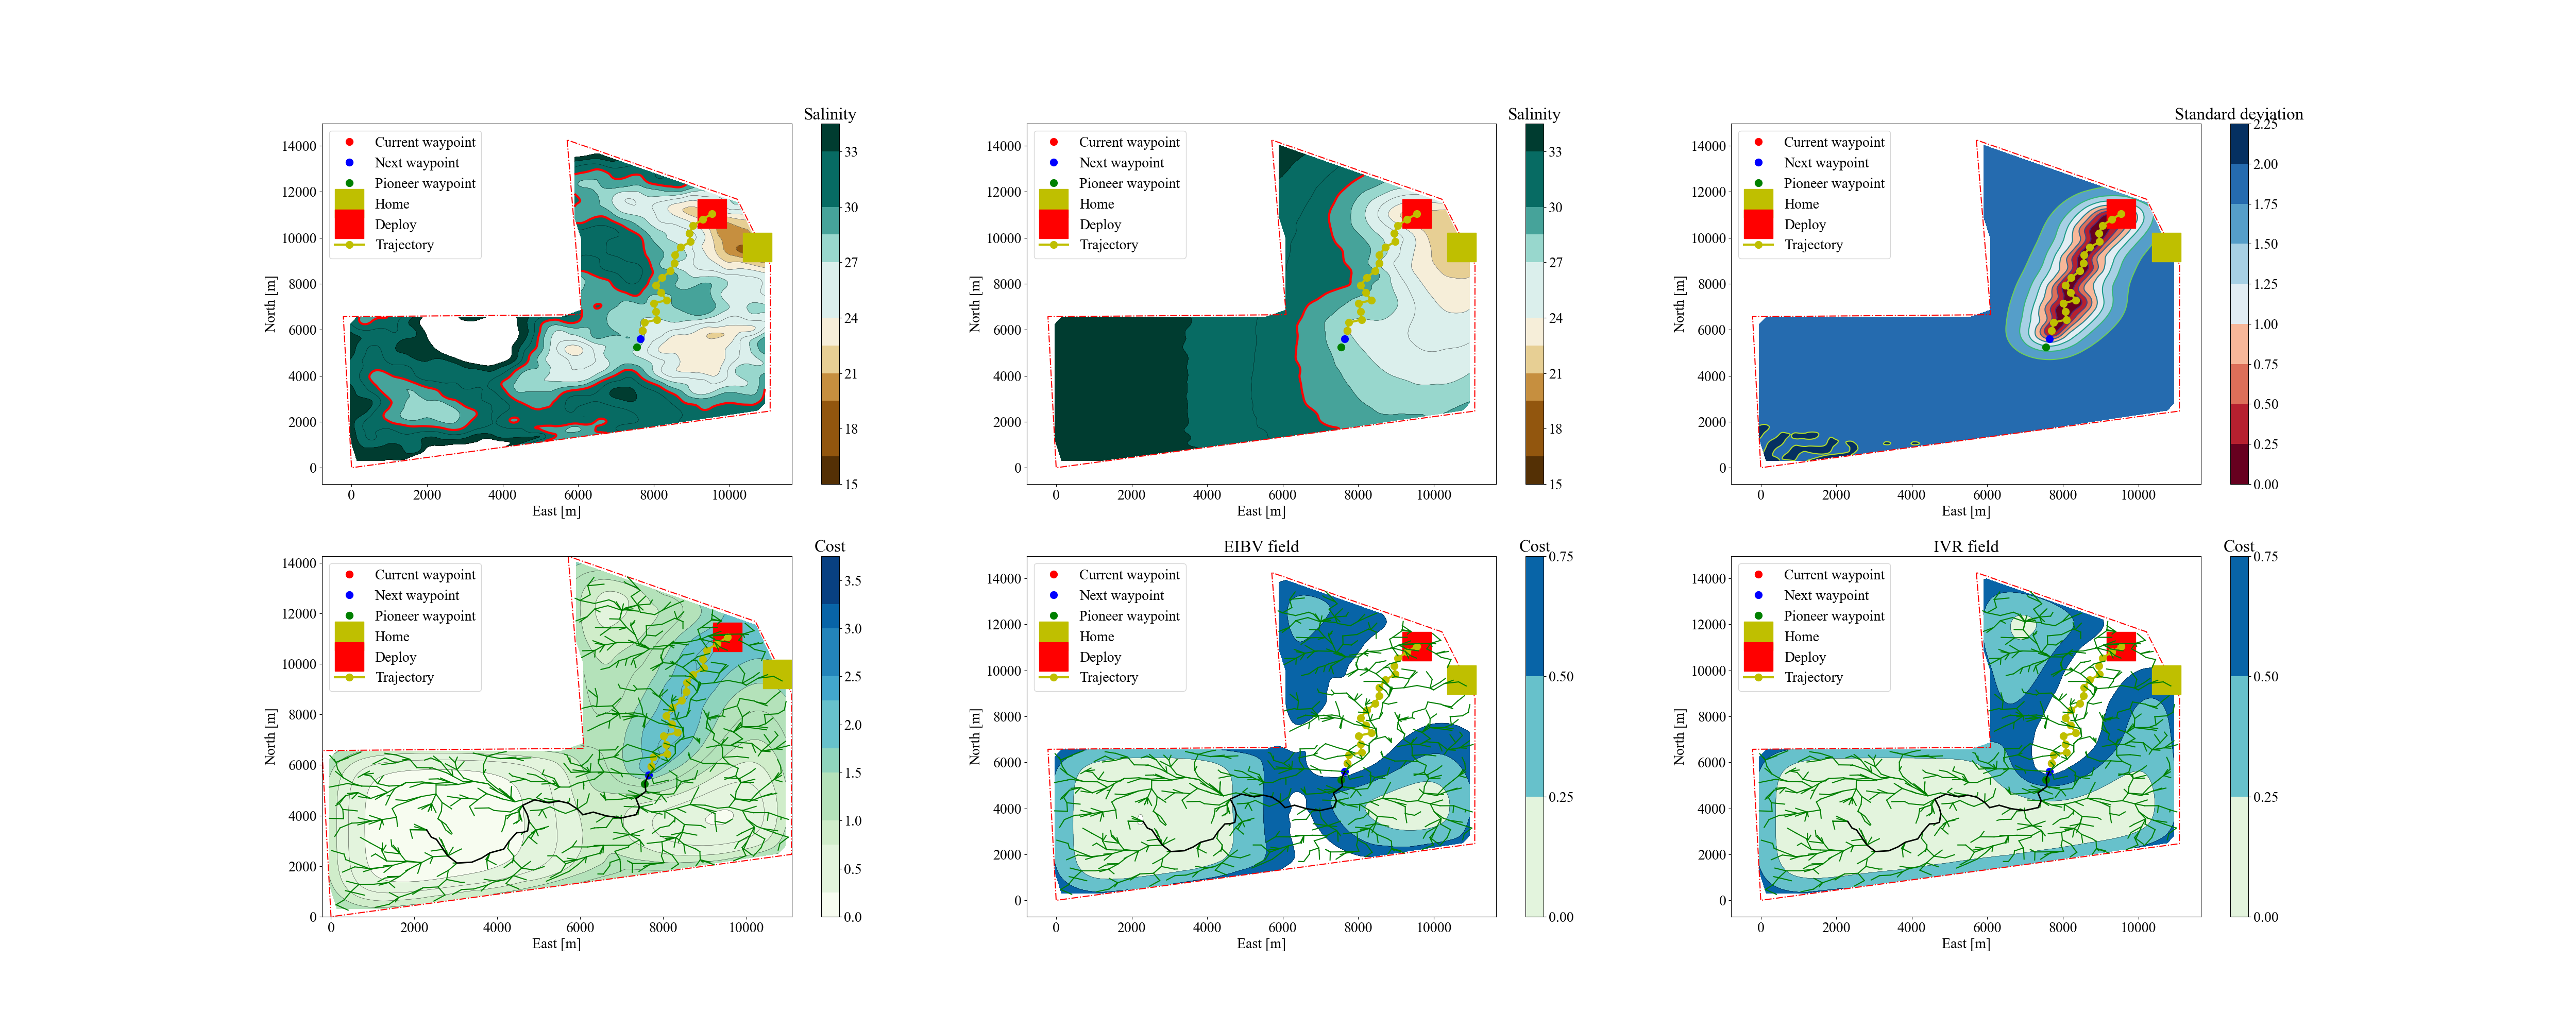 Salinity
Current waypoint
Next waypoint
Pioneer waypoint
Home
Deploy
Trajectory
14000
12000
10000
8000
6000
4000
2000
0
North [m]
0 2000 4000 6000 8000 10000
East [m]
33
30
27
24
21
18
15
Salinity
Current waypoint
Next waypoint
Pioneer waypoint
Home
Deploy
Trajectory
14000
12000
10000
8000
6000
4000
2000
0
North [m]
0 2000 4000 6000 8000 10000
East [m]
33
30
27
24
21
18
15
Standard deviation
Current waypoint
Next waypoint
Pioneer waypoint
Home
Deploy
Trajectory
14000
12000
10000
8000
6000
4000
2000
0
North [m]
0 2000 4000 6000 8000 10000
East [m]
2.25
2.00
1.75
1.50
1.25
1.00
0.75
0.50
0.25
0.00
Cost
Current waypoint
Next waypoint
Pioneer waypoint
Home
Deploy
Trajectory
14000
12000
10000
8000
6000
4000
2000
0
North [m]
0 2000 4000 6000 8000 10000
East [m]
3.5
3.0
2.5
2.0
1.5
1.0
0.5
0.0
EIBV field
Cost
Current waypoint
Next waypoint
Pioneer waypoint
Home
Deploy
Trajectory
14000
12000
10000
8000
6000
4000
2000
0
North [m]
0 2000 4000 6000 8000 10000
East [m]
0.75
0.50
0.25
0.00
IVR field
Cost
Current waypoint
Next waypoint
Pioneer waypoint
Home
Deploy
Trajectory
14000
12000
10000
8000
6000
4000
2000
0
North [m]
0 2000 4000 6000 8000 10000
East [m]
0.75
0.50
0.25
0.00